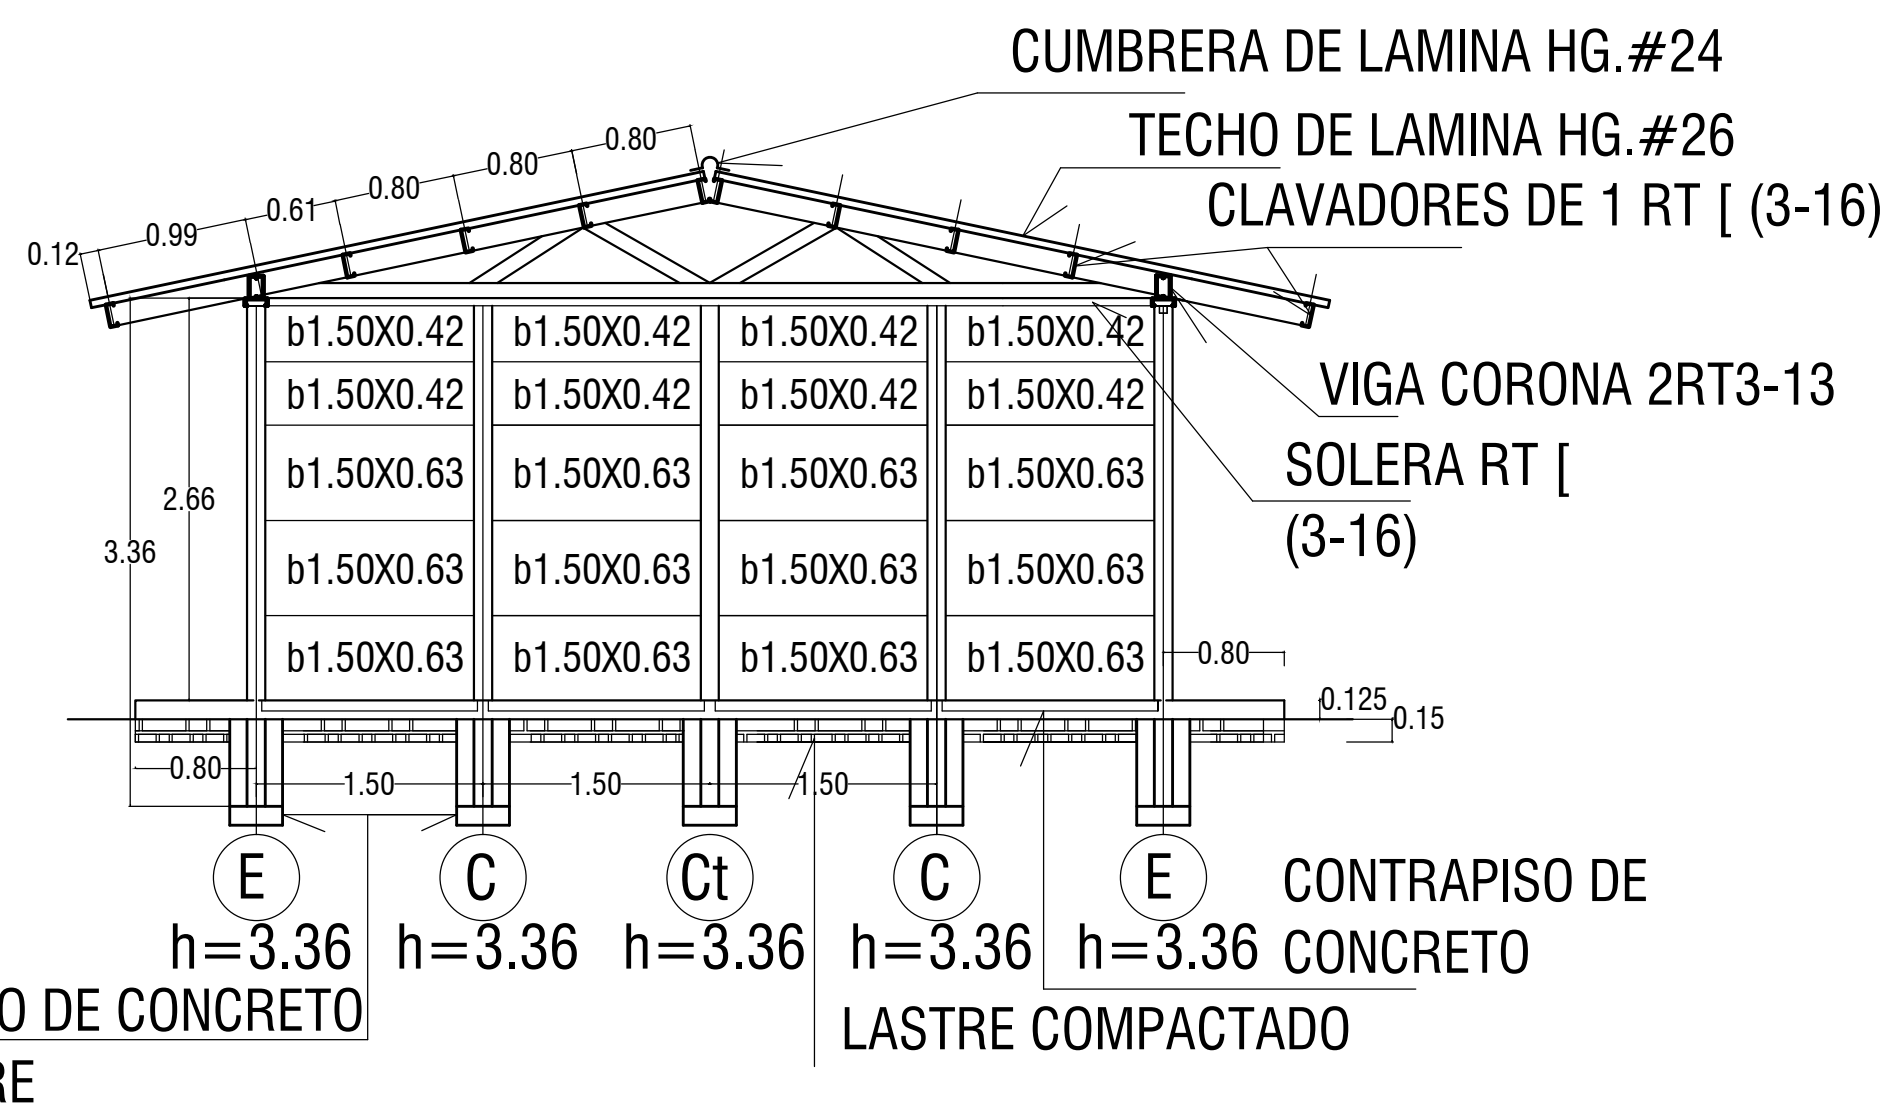 CUMBRERA DE LAMINA HG.#24
TECHO DE LAMINA HG.#26
CLAVADORES DE 1 RT [ (3-16)
0.12
0.99
0.61
0.80
0.80
0.80
b1.50X0.42 b1.50X0.42 b1.50X0.42 b1.50X0.42
b1.50X0.42 b1.50X0.42 b1.50X0.42 b1.50X0.42
b1.50X0.63 b1.50X0.63 b1.50X0.63 b1.50X0.63
b1.50X0.63 b1.50X0.63 b1.50X0.63 b1.50X0.63
b1.50X0.63 b1.50X0.63 b1.50X0.63 b1.50X0.63
2.66
3.36
VIGA CORONA 2RT3-13
SOLERA RT [
(3-16)
0.80
0.125
0.15
0.80
1.50
1.50
1.50
E C Ct C E
h=3.36 h=3.36 h=3.36 h=3.36 h=3.36
CONTRAPISO DE
CONCRETO
O DE CONCRETO
RE
LASTRE COMPACTADO